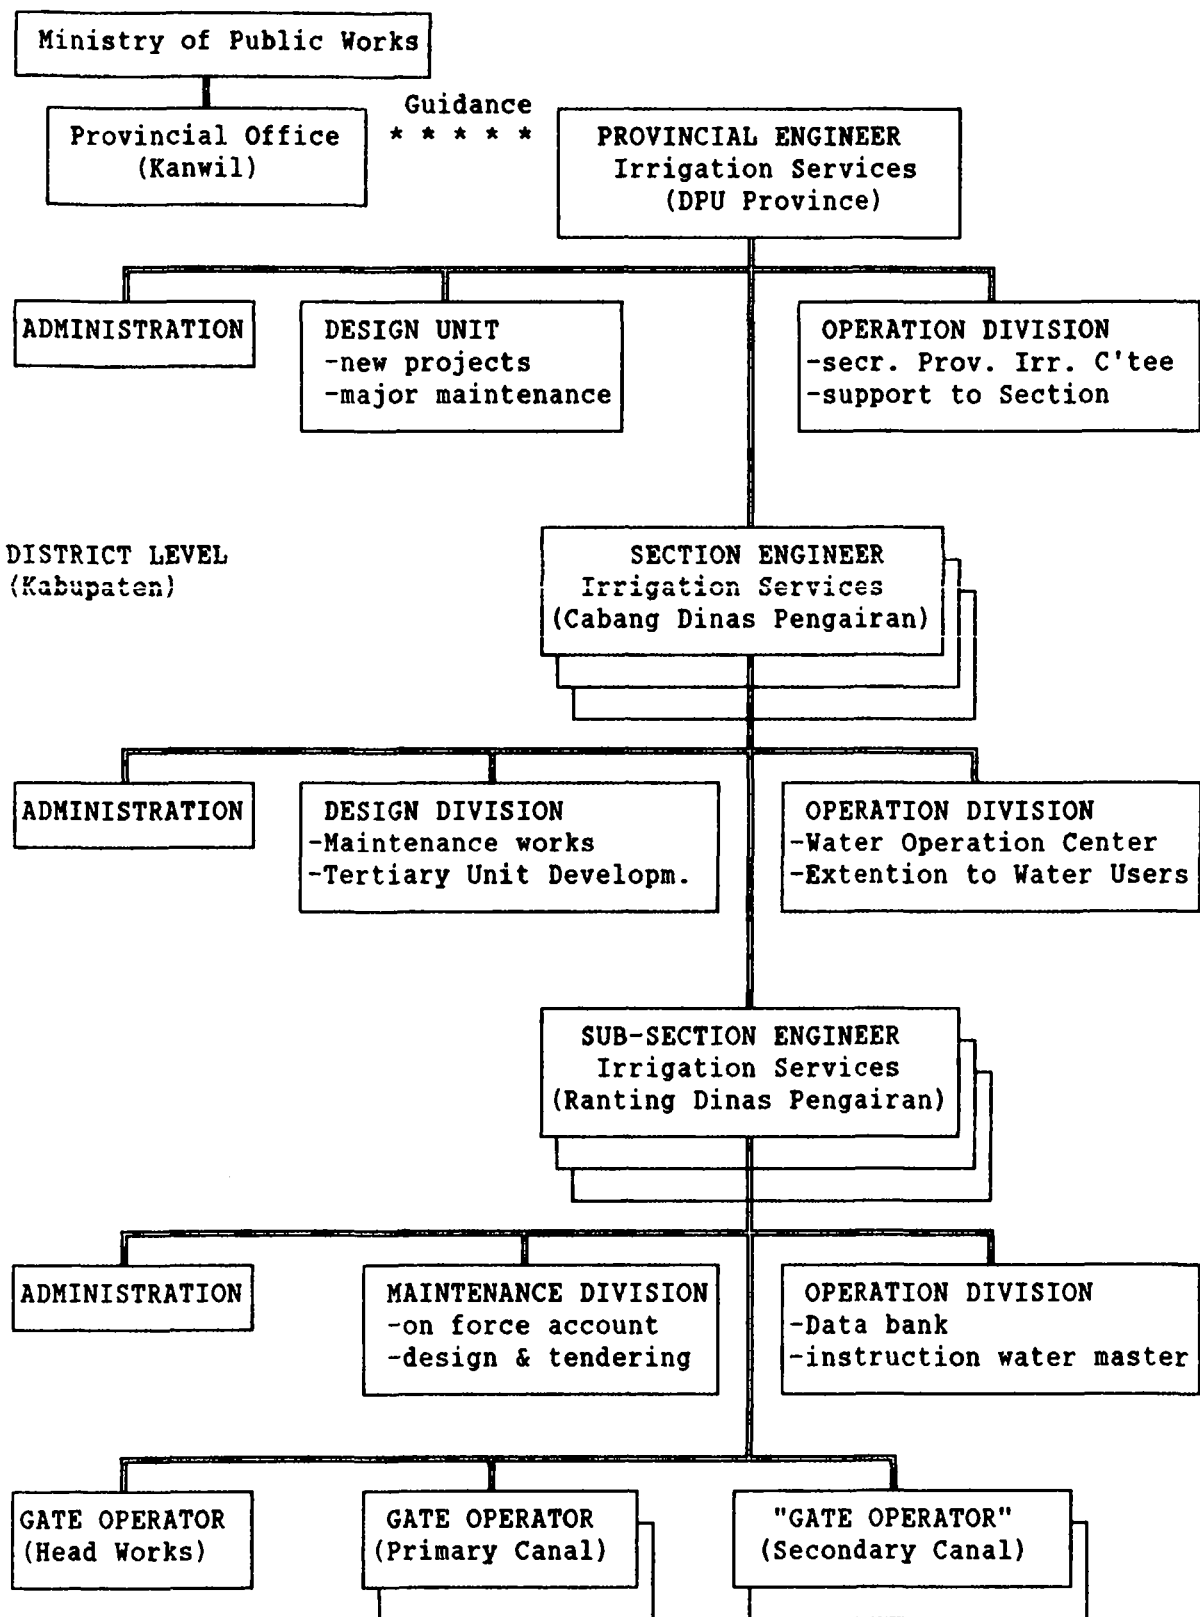 Ministry of Public Works
Guidance
Provincial Office
(Kanwil)
* * * * *
PROVINCIAL ENGINEER
Irrigation Services
(DPU Province)
ADMINISTRATION
DESIGN UNIT
-new projects
-major maintenance
OPERATION DIVISION
-secr. Prov. Irr. C'tee
-support to Section
DISTRICT LEVEL
(Kabupaten)
SECTION ENGINEER
Irrigation Services
(Cabang Dinas Pengairan)
ADMINISTRATION
DESIGN DIVISION
-Maintenance works
-Tertiary Unit Developm.
OPERATION DIVISION
-Water Operation Center
-Extention to Water Users
SUB-SECTION ENGINEER
Irrigation Services
(Ranting Dinas Pengairan)
ADMINISTRATION
MAINTENANCE DIVISION
-on force account
-design & tendering
OPERATION DIVISION
-Data bank
-instruction water master
GATE OPERATOR
(Head Works)
GATE OPERATOR
(Primary Canal)
"GATE OPERATOR"
(Secondary Canal)